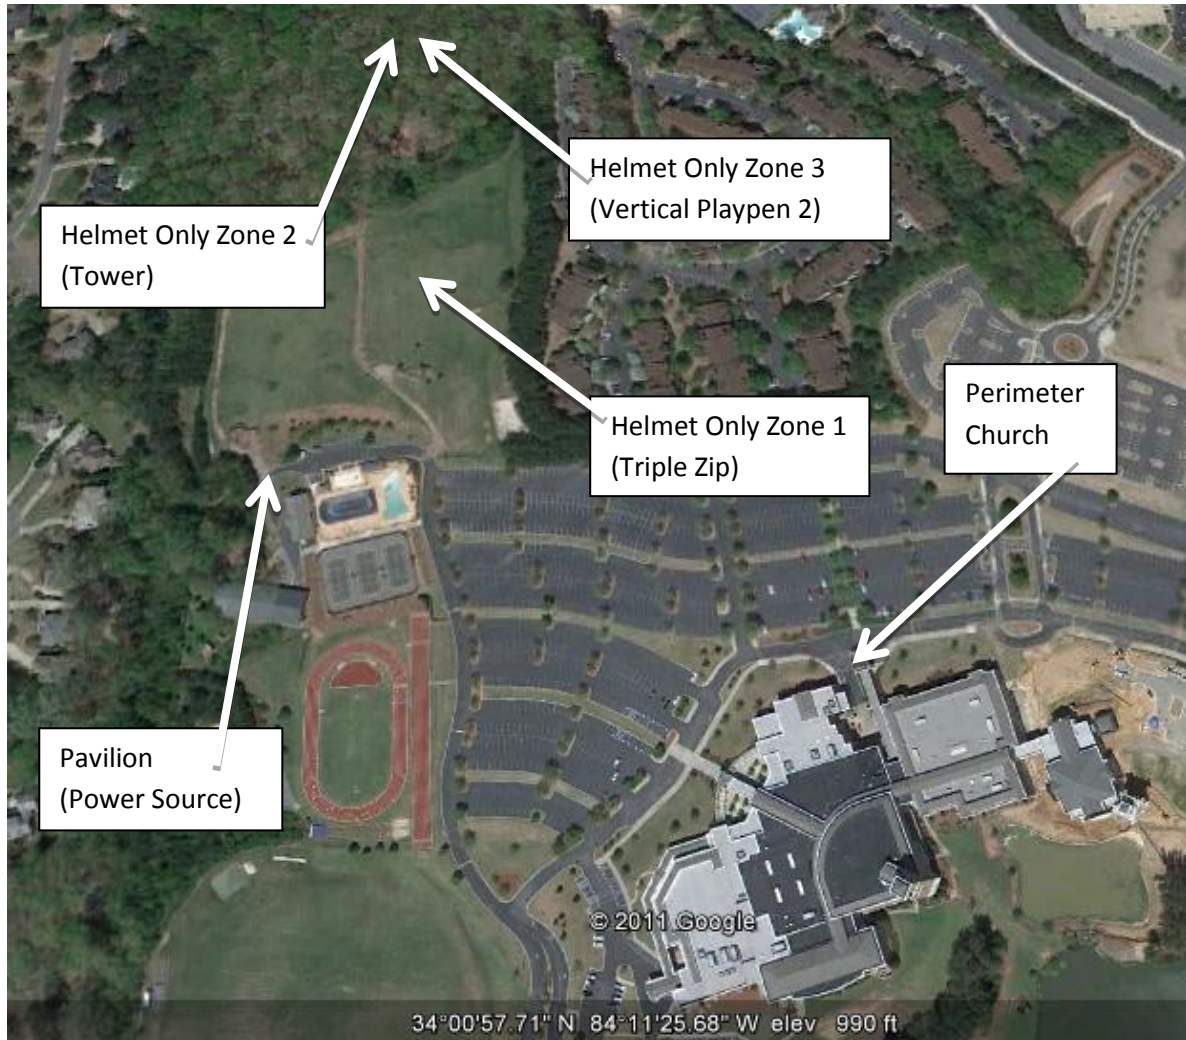 Helmet Only Zone 3
(Vertical Playpen 2)
Helmet Only Zone 2
(Tower)
Perimeter
Church
Helmet Only Zone 1
(Triple Zip)
Pavilion
(Power Source)
© 2011 Google
34°00'57.71" N 84°11'25.68" W elev 990 ft